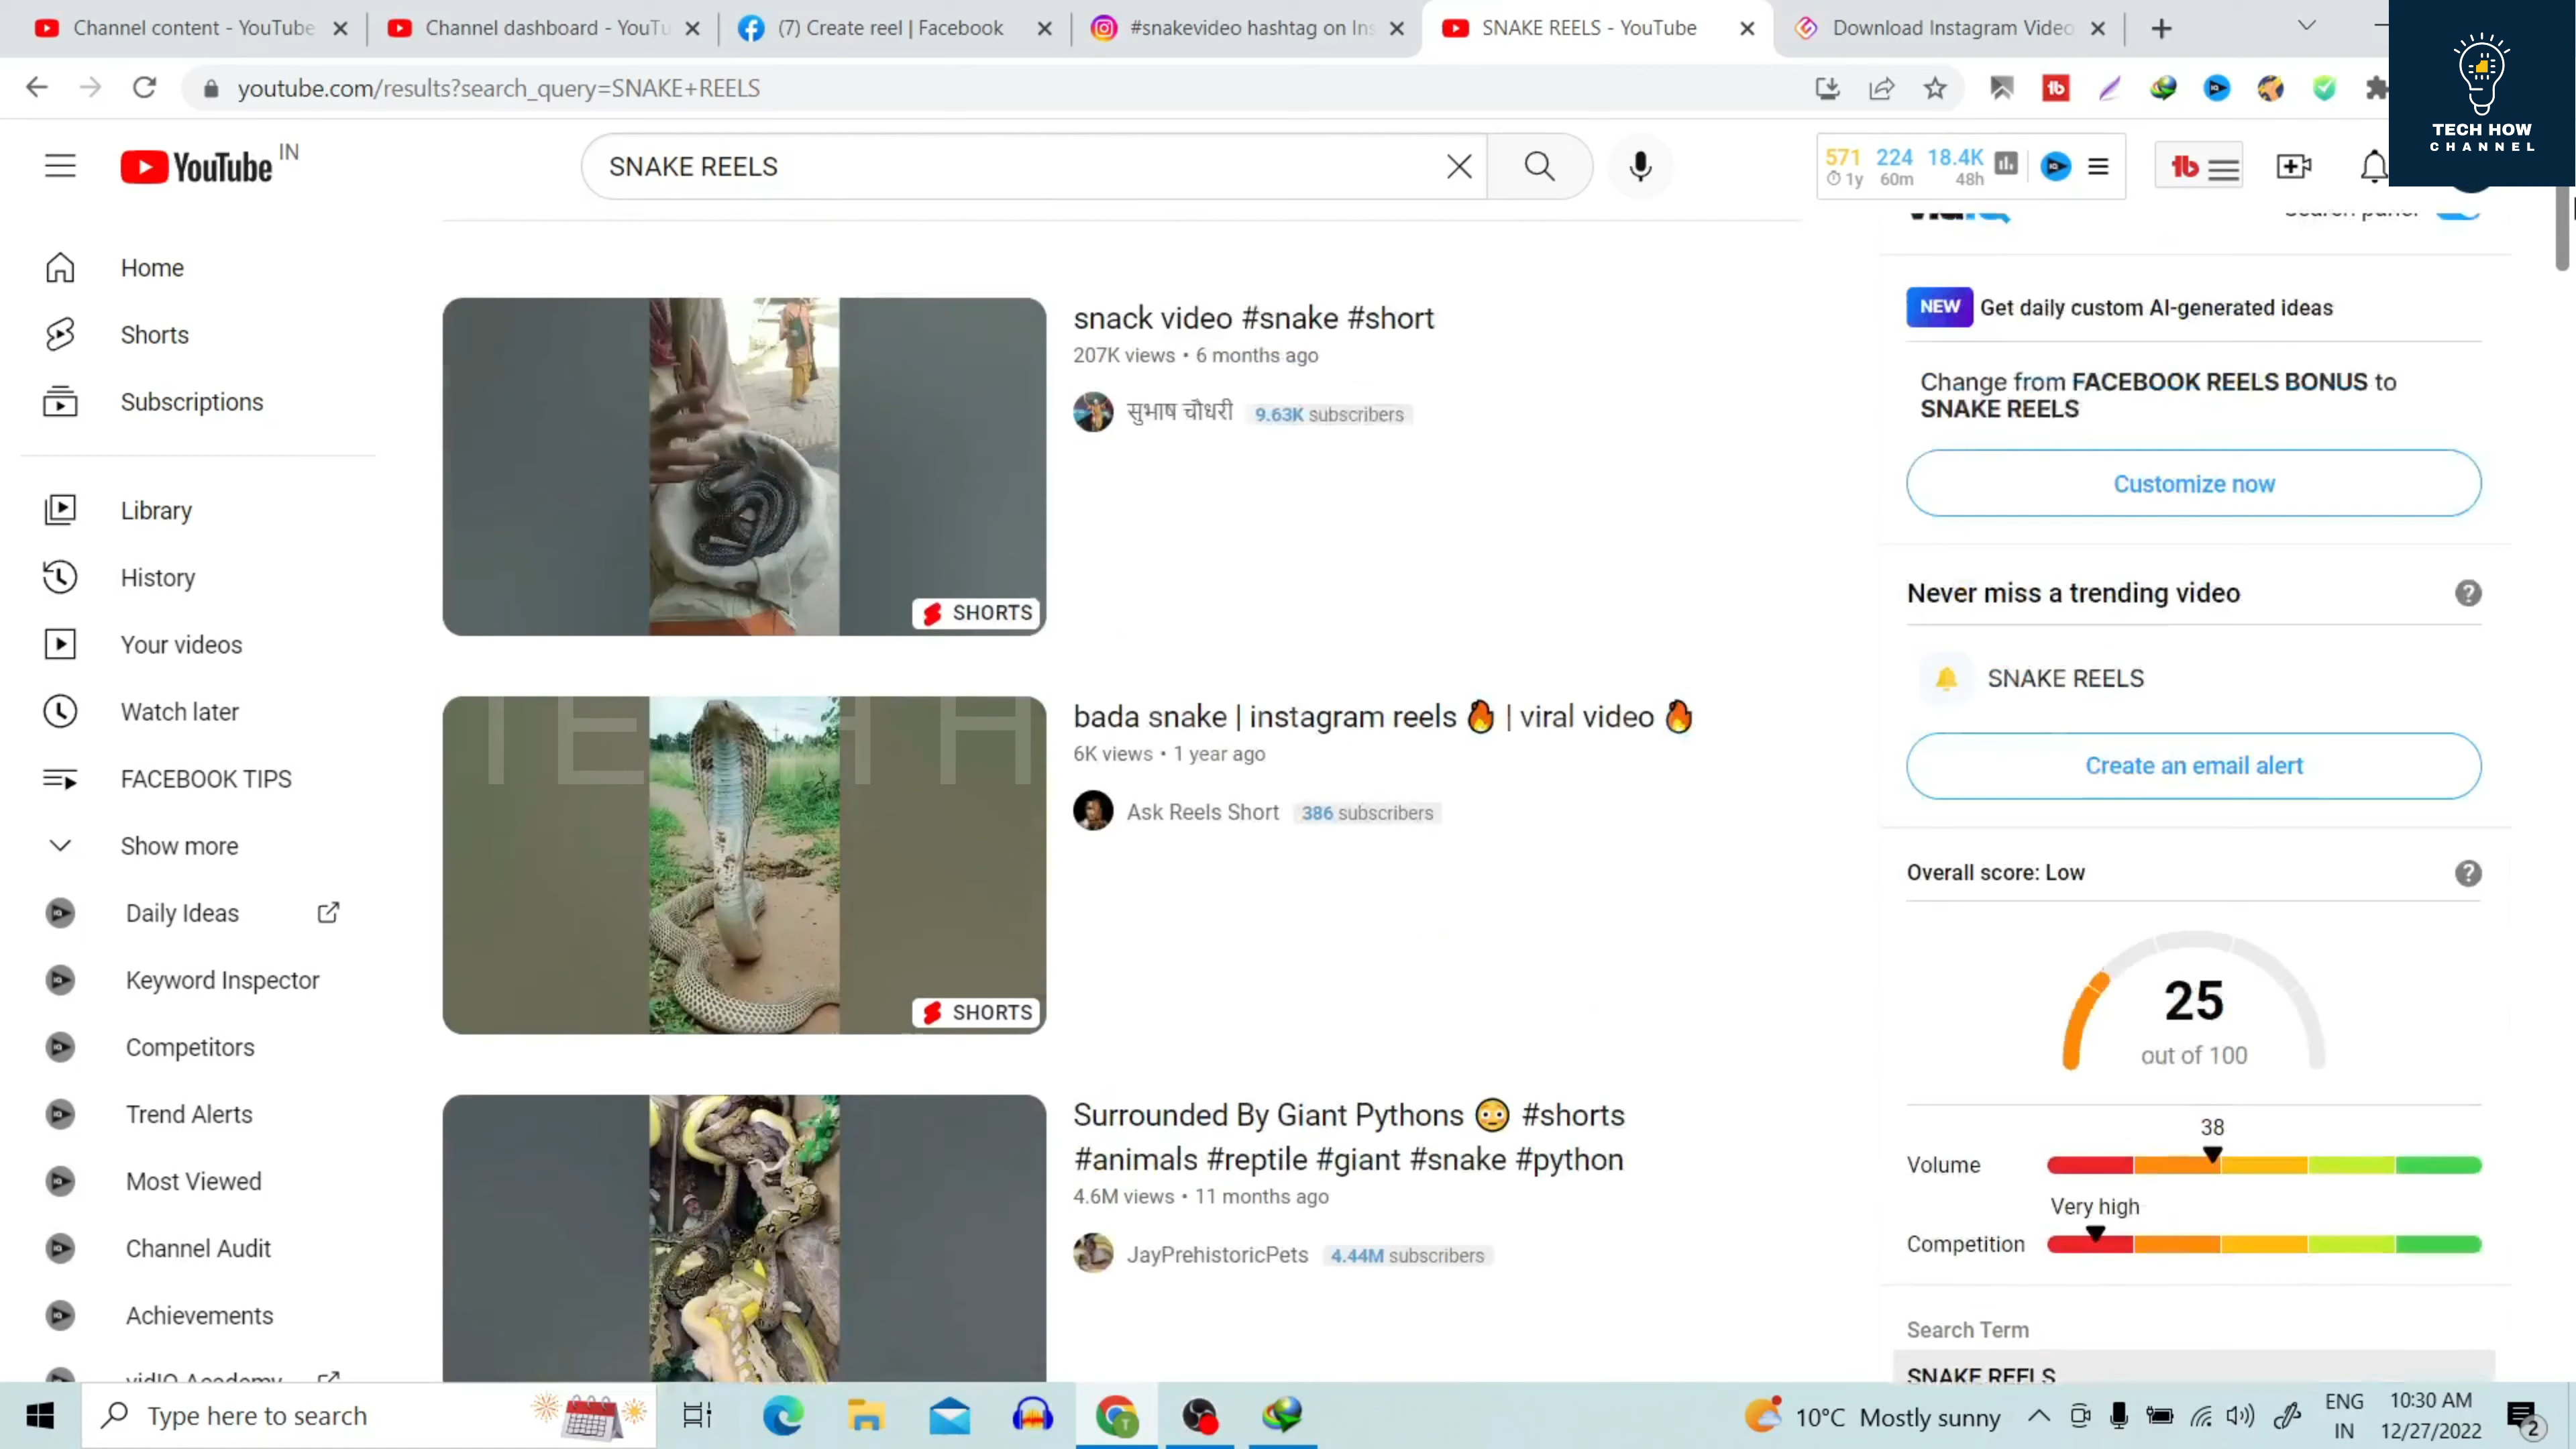 Channel content - YouTube
Channel dashboard - YouTu
(7) Create reel | Facebook
#snakevideo hashtag on Ins
SNAKE REELS - YouTube
Download Instagram Video
youtube.com/results?search_query=SNAKE+REELS
TECH HOW
CHANNEL
YouTube IN
SNAKE REELS
571 224 18.4K
1y 60m 48h
Home
Shorts
Subscriptions
Library
History
Your videos
Watch later
FACEBOOK TIPS
Show more
Daily Ideas
Keyword Inspector
Competitors
Trend Alerts
Most Viewed
Channel Audit
Achievements
vidIQ Academy
snack video #snake #short
207K views • 6 months ago
सुभाष चौधरी 9.63K subscribers
SHORTS
TECH H
bada snake | instagram reels 🔥 | viral video 🔥
6K views • 1 year ago
Ask Reels Short 386 subscribers
SHORTS
Surrounded By Giant Pythons 😳 #shorts
#animals #reptile #giant #snake #python
4.6M views • 11 months ago
JayPrehistoricPets 4.44M subscribers
NEW Get daily custom AI-generated ideas
Change from FACEBOOK REELS BONUS to
SNAKE REELS
Customize now
Never miss a trending video
SNAKE REELS
Create an email alert
Overall score: Low
25
out of 100
38
Volume
Very high
Competition
Search Term
SNAKE REELS
Type here to search
10°C Mostly sunny
ENG
IN
10:30 AM
12/27/2022
2